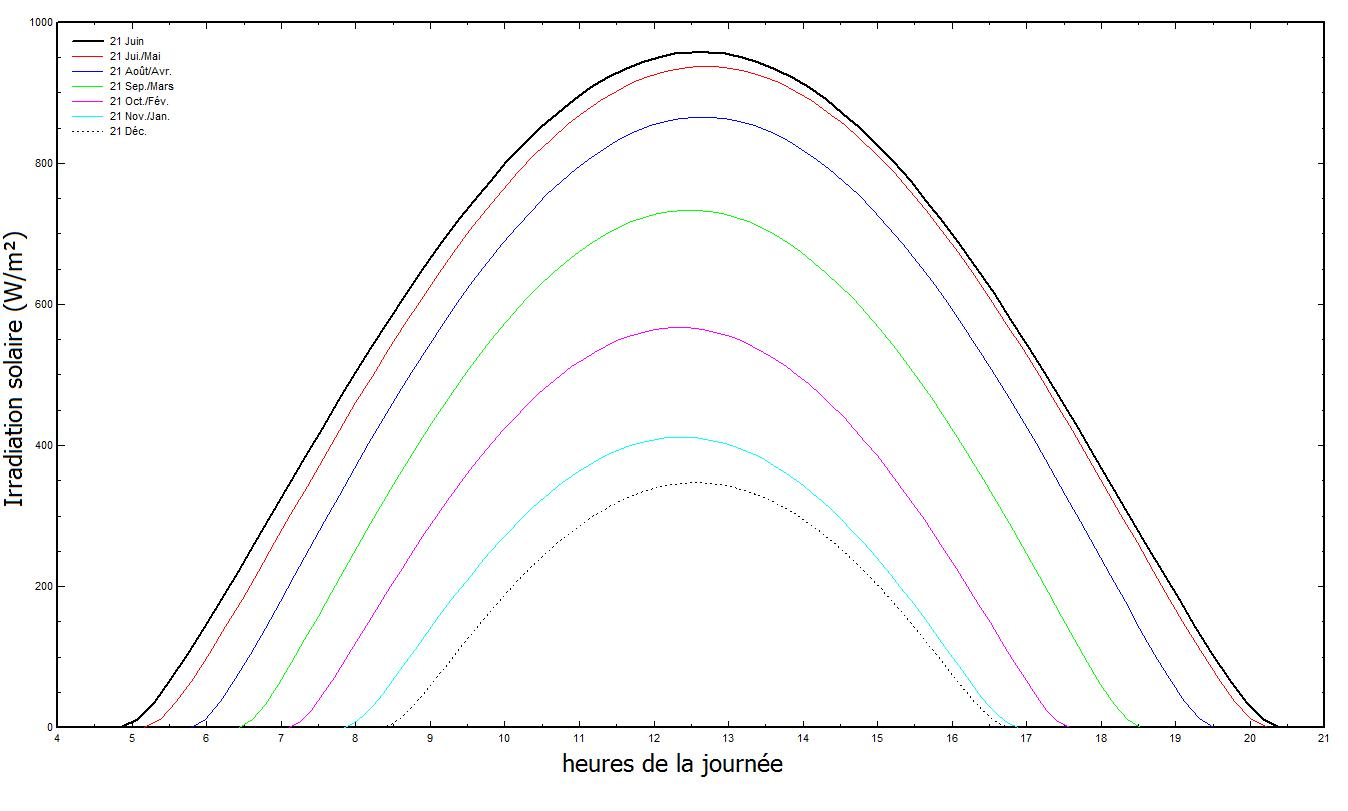 1000
800
600
400
200
0
Irradiation solaire (W/m²)
21 Juin
21 Jui./Mai
21 Août/Avr.
21 Sep./Mars
21 Oct./Fév.
21 Nov./Jan.
21 Déc.
4 5 6 7 8 9 10 11 12 13 14 15 16 17 18 19 20 21
heures de la journée